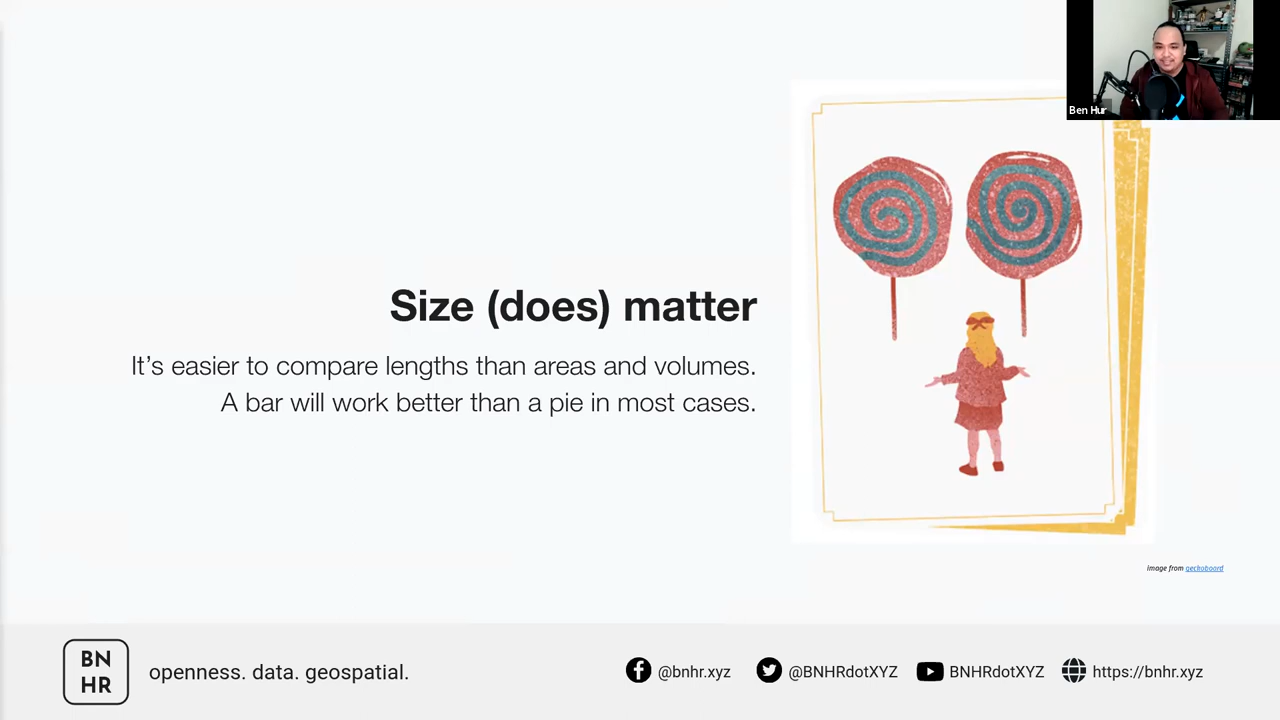 Ben Hur
Size (does) matter
It's easier to compare lengths than areas and volumes.
A bar will work better than a pie in most cases.
image from geckoboard
BN
HR
openness. data. geospatial.
@bnhr.xyz
@BNHRdotXYZ
BNHRdotXYZ
https://bnhr.xyz